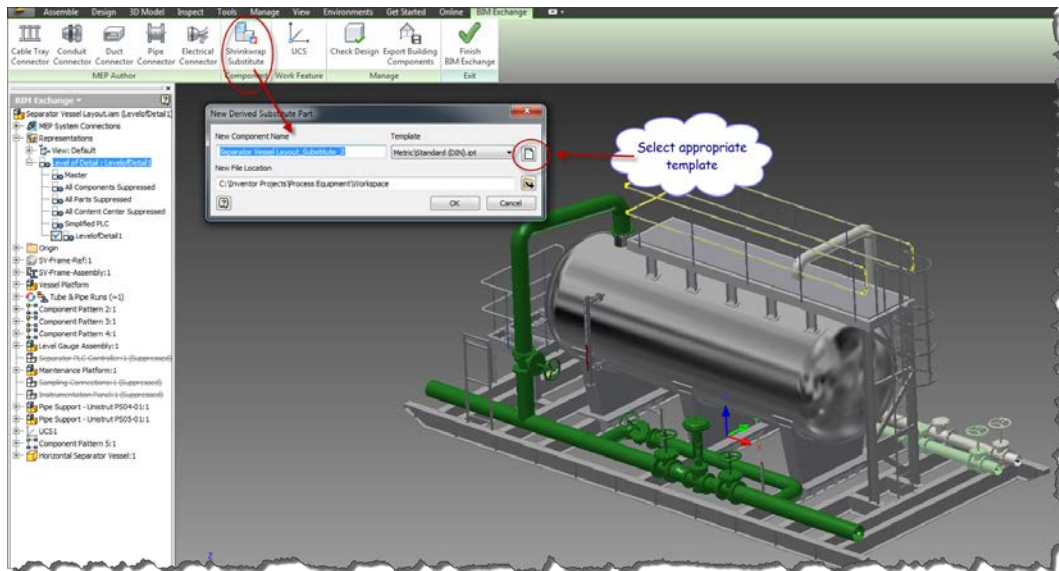 Assemble Design 3D Model Inspect Tools Manage View Environments Get Started Online BIM Exchange
Cable Tray Connector
Conduit Connector
Duct Connector
Pipe Connector
Electrical Connector
Shrinkwrap Substitute
UCS
Check Design
Export Building Components
Finish BIM Exchange
MEP Author
Component
Work Feature
Manage
Exit
BIM Exchange
Separator Vessel Layout.iam (LevelofDetail1)
MEP System Connections
Representations
View: Default
Level of Detail : LevelofDetail1
Master
All Components Suppressed
All Parts Suppressed
All Content Center Suppressed
Simplified PLC
LevelofDetail1
Origin
SV-Frame-Ref:1
SV-Frame-Assembly:1
Vessel Platform
Tube & Pipe Runs (=1)
Component Pattern 2:1
Component Pattern 3:1
Component Pattern 4:1
Level Gauge Assembly:1
Separator PLC Controller:1 (Suppressed)
Maintenance Platform:1
Sampling Connections:1 (Suppressed)
Instrumentation Panel:1 (Suppressed)
Pipe Support - Unistrut PS04-01:1
Pipe Support - Unistrut PS05-01:1
UCS1
Component Pattern 5:1
Horizontal Separator Vessel:1
New Derived Substitute Part
New Component Name
Template
Separator Vessel Layout_Substitute-2
Metric\Standard (DIN).ipt
New File Location
C:\Inventor Projects\Process Equipment\Workspace
OK
Cancel
Select appropriate
template
Z